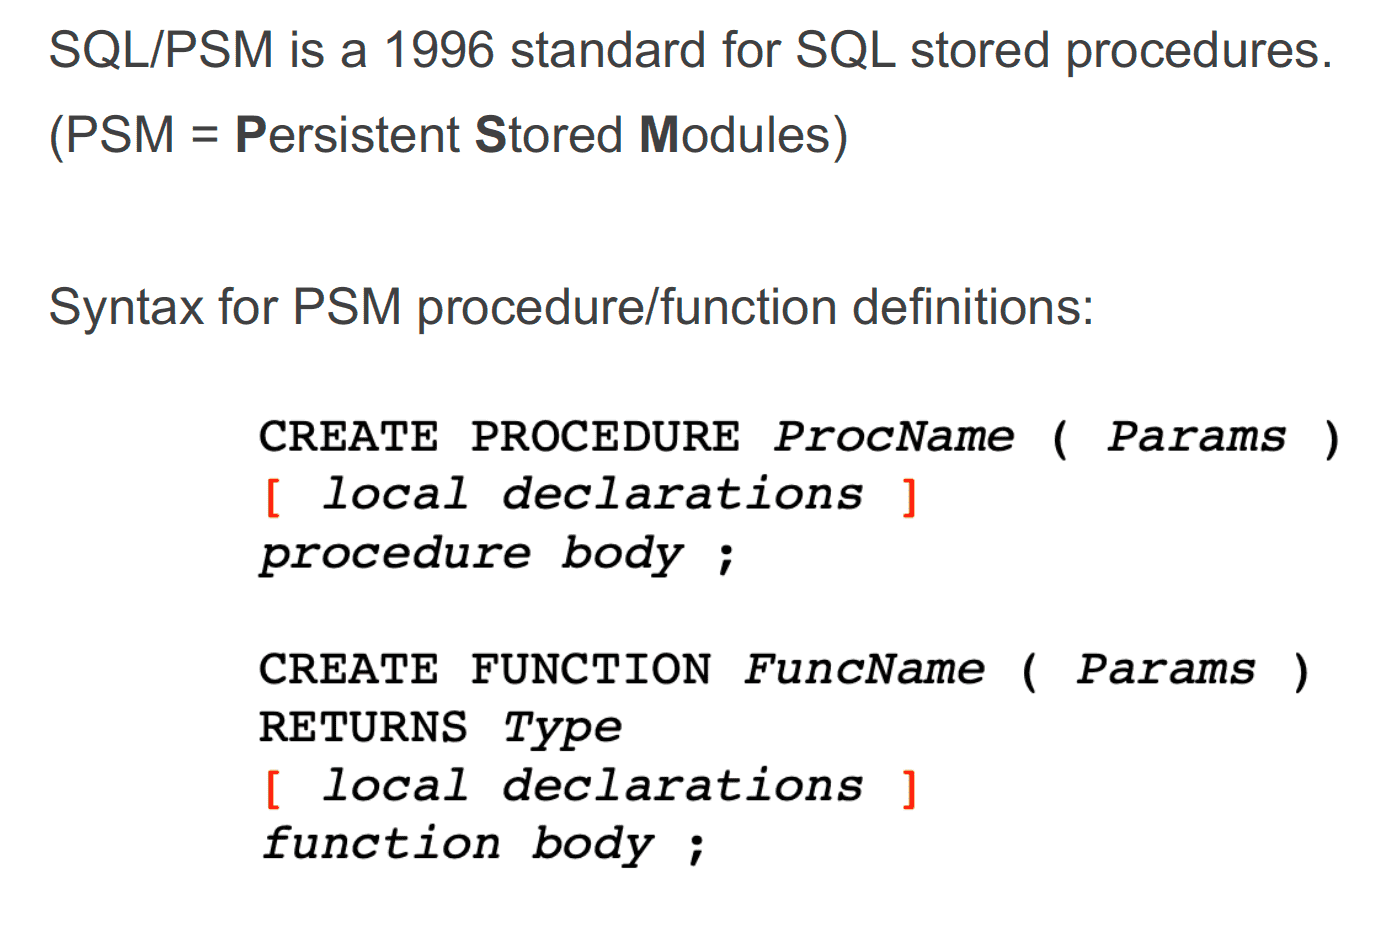 SQL/PSM is a 1996 standard for SQL stored procedures.
(PSM = Persistent Stored Modules)
Syntax for PSM procedure/function definitions:
CREATE PROCEDURE ProcName ( Params )
[ local declarations ]
procedure body ;
CREATE FUNCTION FuncName ( Params )
RETURNS Type
[ local declarations ]
function body ;